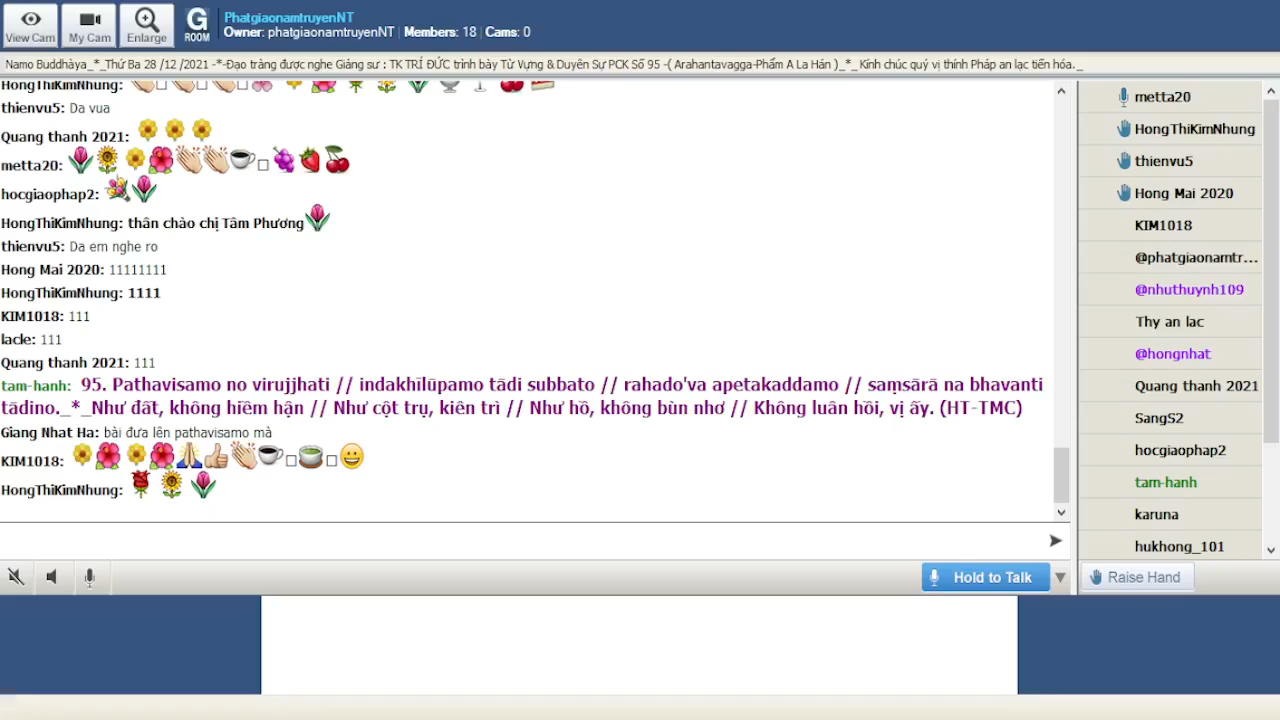 View Cam
My Cam
Enlarge
G
ROOM
PhatgiaonamtruyenNT
Owner: phatgiaonamtruyenNT | Members: 18 | Cams: 0
Namo Buddhàya_*_Thứ Ba 28 /12 /2021 -*-Đạo tràng được nghe Giảng sư : TK TRÍ ĐỨC trình bày Từ Vựng & Duyên Sự PCK Số 95 -( Arahantavagga-Phẩm A La Hán )_*_Kính chúc quý vị thính Pháp an lạc tiến hóa._
HongThiKimNhung:
thienvu5: Da vua
Quang thanh 2021:
metta20:
hocgiaophap2:
HongThiKimNhung: thân chào chị Tâm Phương
thienvu5: Da em nghe ro
Hong Mai 2020: 11111111
HongThiKimNhung: 1111
KIM1018: 111
lacle: 111
Quang thanh 2021: 111
tam-hanh: 95. Pathavisamo no virujjhati // indakhīlūpamo tādi subbato // rahado'va apetakaddamo // saṃsārā na bhavanti
tādino._*_Như đất, không hiềm hận // Như cột trụ, kiên trì // Như hồ, không bùn nhơ // Không luân hồi, vị ấy. (HT-TMC)
Giang Nhat Ha: bài đưa lên pathavisamo mà
KIM1018:
HongThiKimNhung:
metta20
HongThiKimNhung
thienvu5
Hong Mai 2020
KIM1018
@phatgiaonamtr...
@nhuthuynh109
Thy an lac
@hongnhat
Quang thanh 2021
SangS2
hocgiaophap2
tam-hanh
karuna
hukhong_101
Hold to Talk
Raise Hand